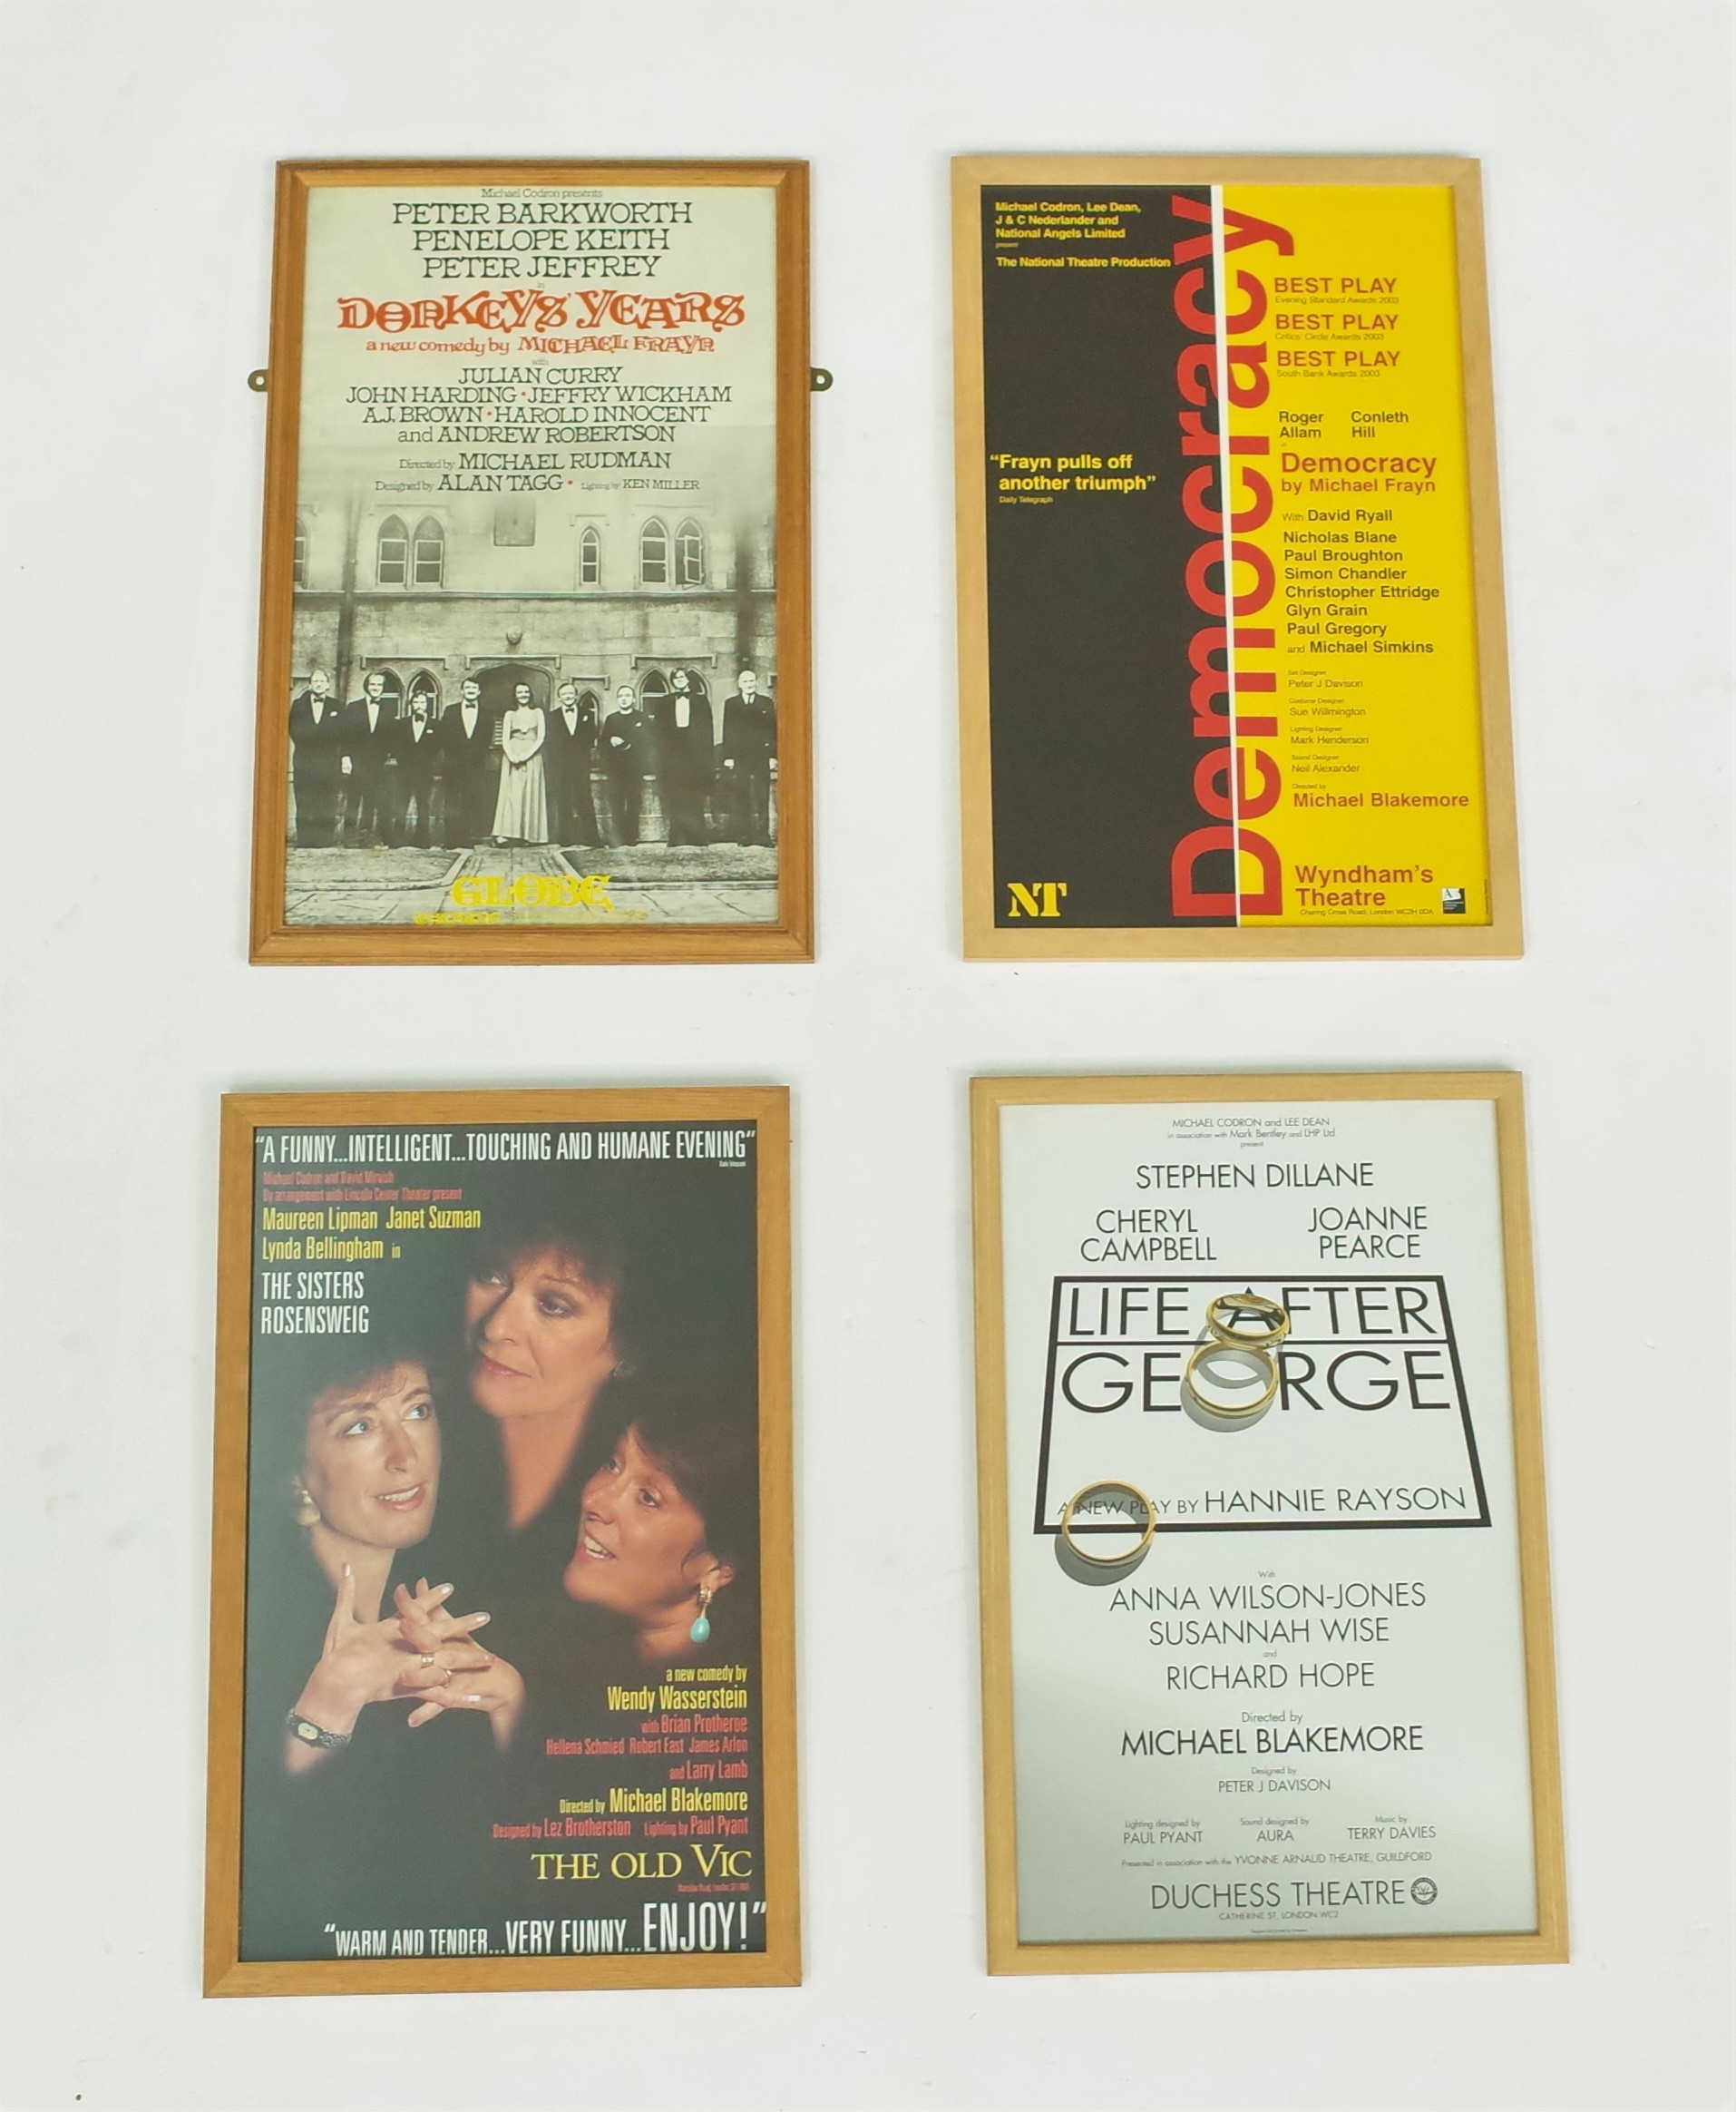 Michael Codron presents
PETER BARKWORTH
PENELOPE KEITH
PETER JEFFREY
in
DONKEYS' YEARS
a new comedy by MICHAEL FRAYN
with
JULIAN CURRY
JOHN HARDING • JEFFRY WICKHAM
A.J. BROWN • HAROLD INNOCENT
and ANDREW ROBERTSON
Directed by MICHAEL RUDMAN
Designed by ALAN TAGG • Lighting by KEN MILLER
GLOBE
Michael Codron, Lee Dean,
J & C Nederlander and
National Angels Limited
present
The National Theatre Production
"Frayn pulls off
another triumph"
Daily Telegraph
NT
Democracy
BEST PLAY
Evening Standard Awards 2003
BEST PLAY
Critics' Circle Awards 2003
BEST PLAY
South Bank Awards 2003
Roger Conleth
Allam Hill
in
Democracy
by Michael Frayn
With David Ryall
Nicholas Blane
Paul Broughton
Simon Chandler
Christopher Ettridge
Glyn Grain
Paul Gregory
and Michael Simkins
Set Designer
Peter J Davison
Costume Designer
Sue Willmington
Lighting Designer
Mark Henderson
Sound Designer
Neil Alexander
Directed by
Michael Blakemore
Wyndham's
Theatre
Charing Cross Road, London WC2H 0DA
"A FUNNY...INTELLIGENT...TOUCHING AND HUMANE EVENING"
Daily Telegraph
Michael Codron and David Mirvish
By arrangement with Lincoln Center Theater present
Maureen Lipman Janet Suzman
Lynda Bellingham in
THE SISTERS
ROSENSWEIG
a new comedy by
Wendy Wasserstein
with Brian Protheroe
Hellena Schmied Robert East James Arlon
and Larry Lamb
Directed by Michael Blakemore
Designed by Lez Brotherston Lighting by Paul Pyant
THE OLD VIC
"WARM AND TENDER...VERY FUNNY...ENJOY!"
MICHAEL CODRON and LEE DEAN
in association with Mark Bentley and LHP Ltd
present
STEPHEN DILLANE
CHERYL JOANNE
CAMPBELL PEARCE
LIFE AFTER
GEORGE
A NEW PLAY BY HANNIE RAYSON
With
ANNA WILSON-JONES
SUSANNAH WISE
and
RICHARD HOPE
Directed by
MICHAEL BLAKEMORE
Designed by
PETER J DAVISON
Lighting designed by Sound designed by Music by
PAUL PYANT AURA TERRY DAVIES
Presented in association with the YVONNE ARNAUD THEATRE, GUILDFORD
DUCHESS THEATRE
CATHERINE ST, LONDON WC2